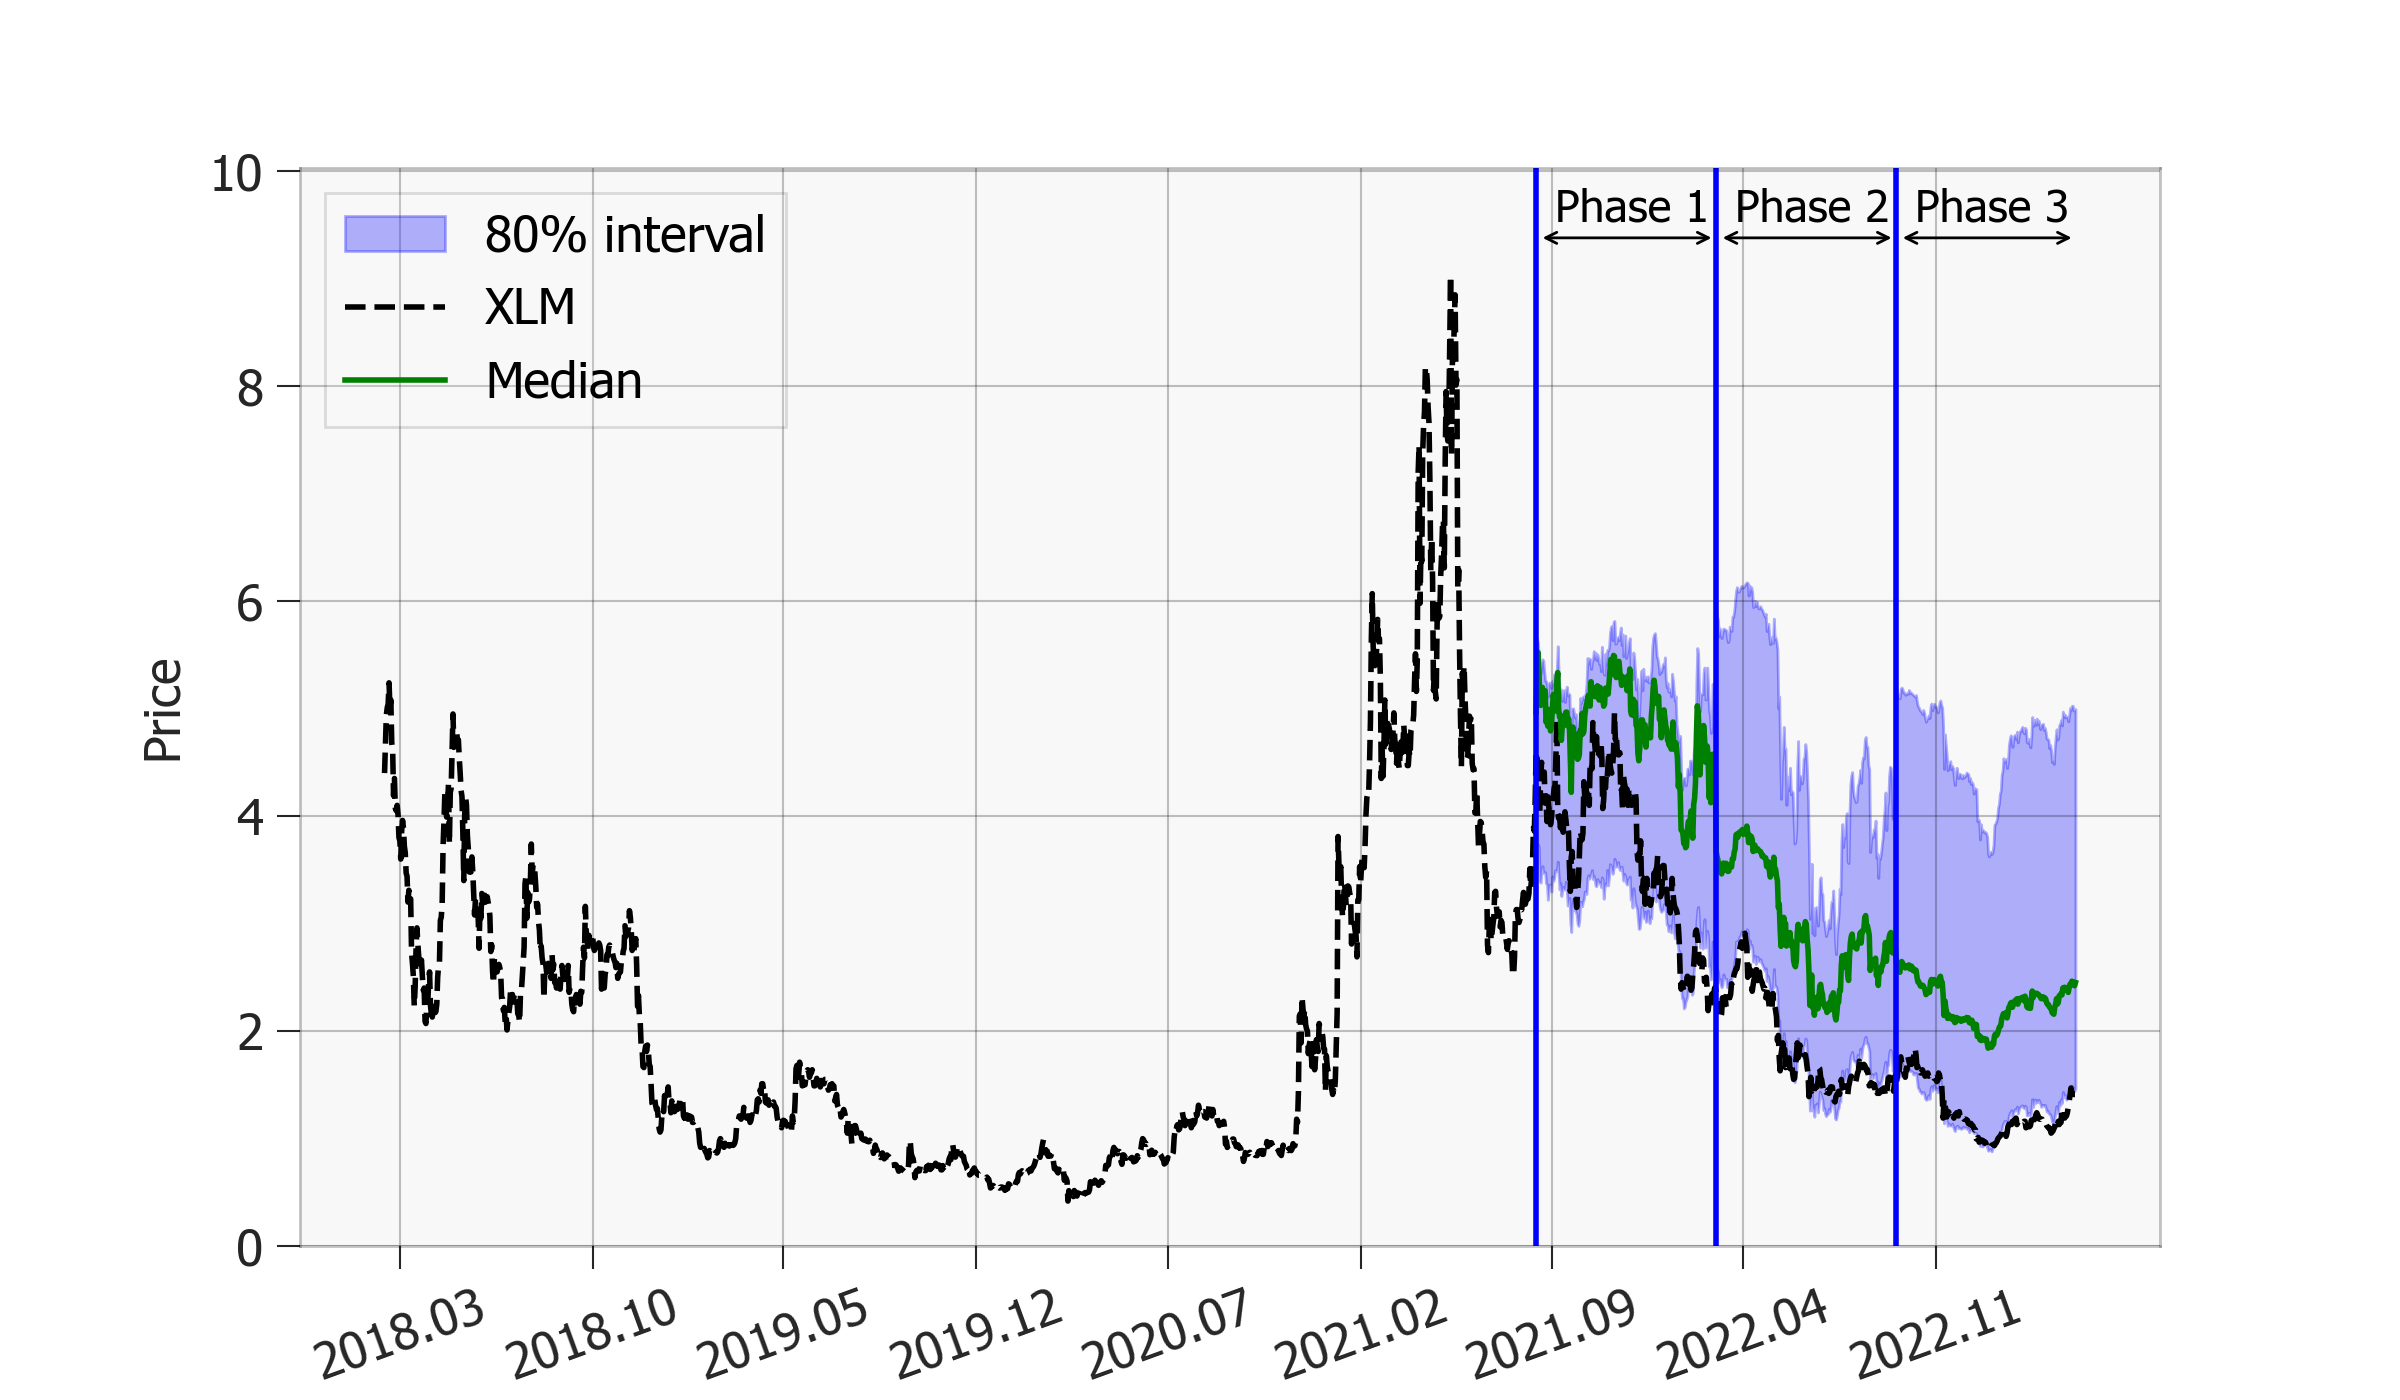 10
8
6
4
2
0
Price
80% interval
XLM
Median
Phase 1
Phase 2
Phase 3
2018.03
2018.10
2019.05
2019.12
2020.07
2021.02
2021.09
2022.04
2022.11